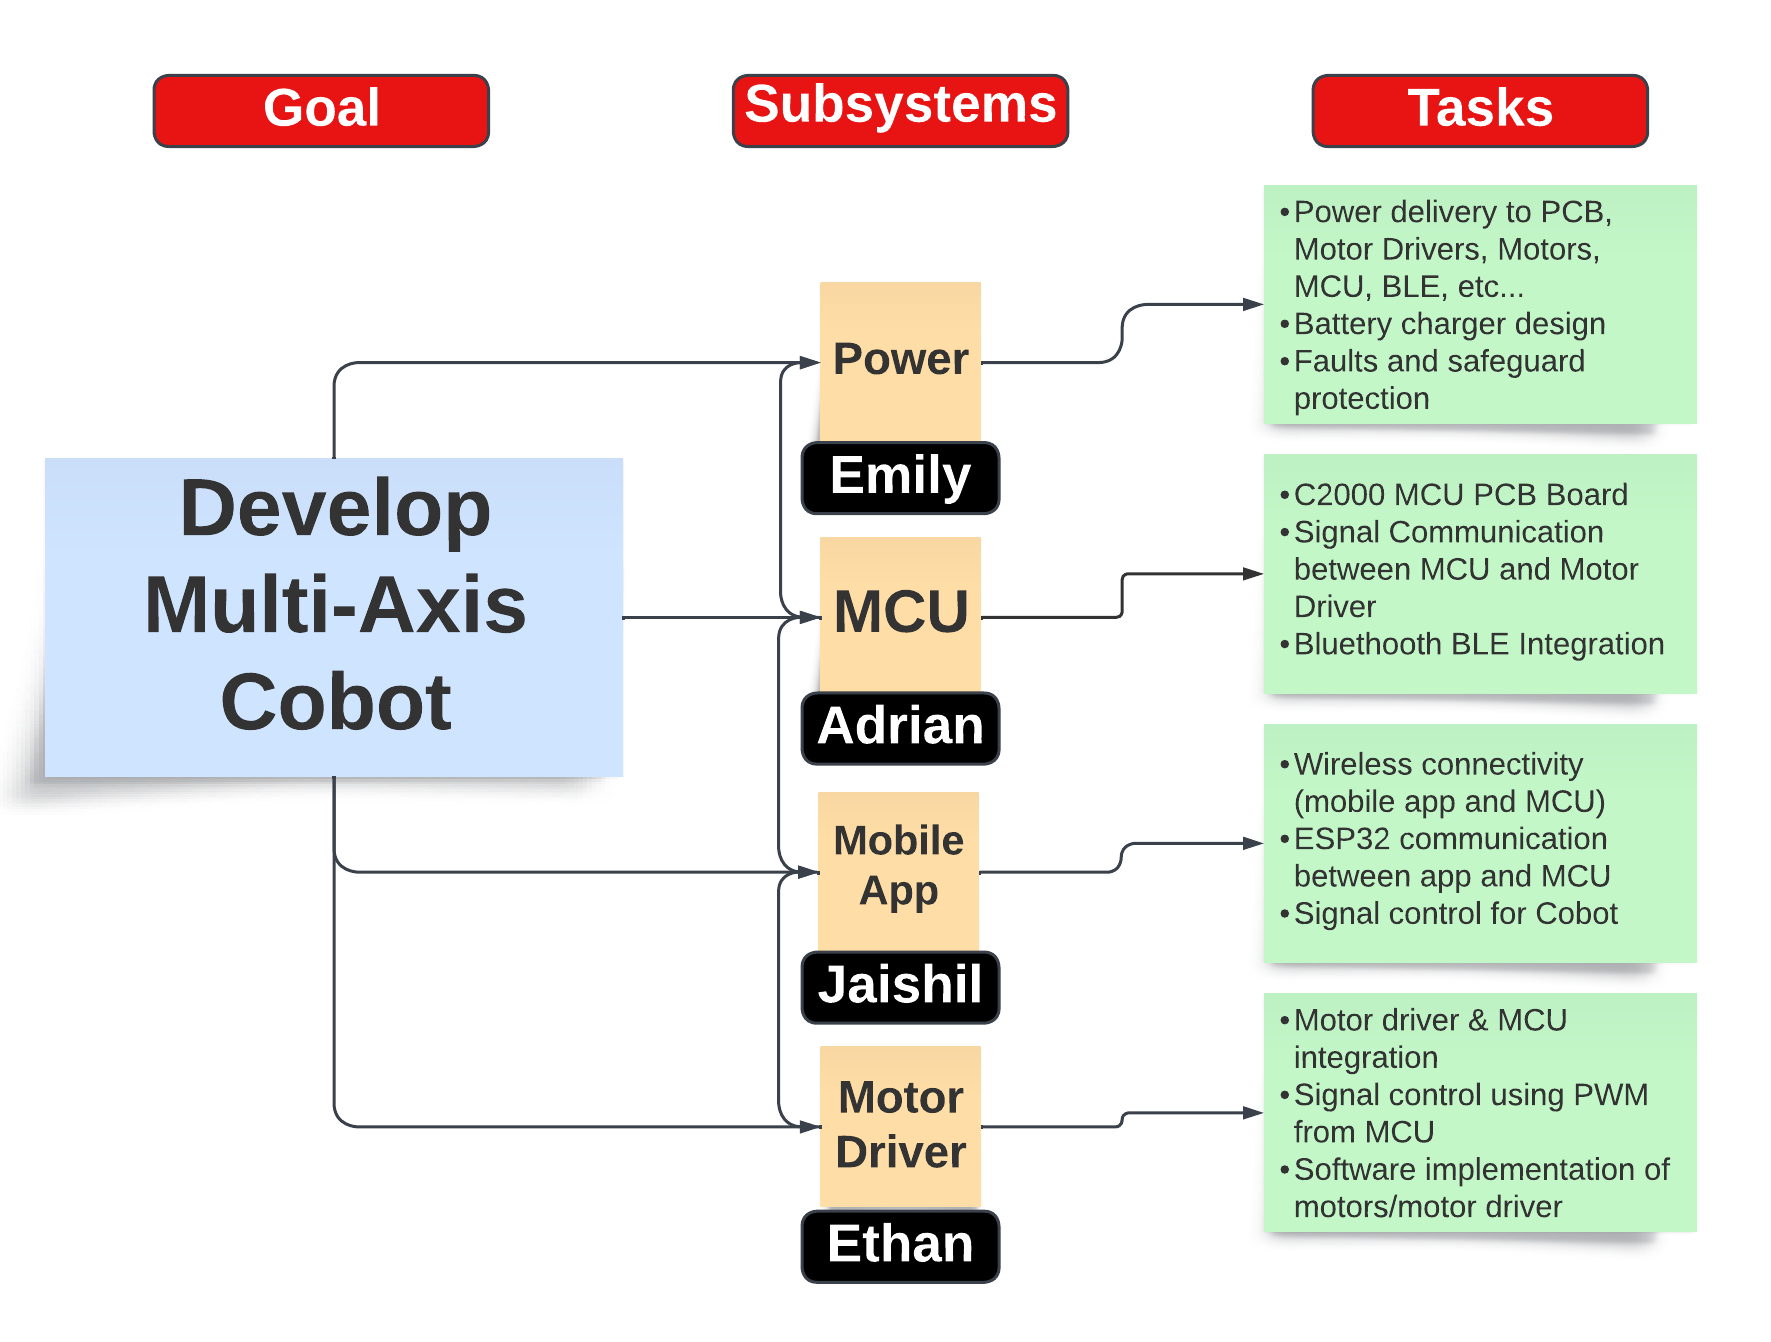 Goal
Subsystems
Tasks
Develop
Multi-Axis
Cobot
Power
Emily
•Power delivery to PCB,
Motor Drivers, Motors,
MCU, BLE, etc...
•Battery charger design
•Faults and safeguard
protection
MCU
Adrian
•C2000 MCU PCB Board
•Signal Communication
between MCU and Motor
Driver
•Bluethooth BLE Integration
Mobile
App
Jaishil
•Wireless connectivity
(mobile app and MCU)
•ESP32 communication
between app and MCU
•Signal control for Cobot
Motor
Driver
Ethan
•Motor driver & MCU
integration
•Signal control using PWM
from MCU
•Software implementation of
motors/motor driver